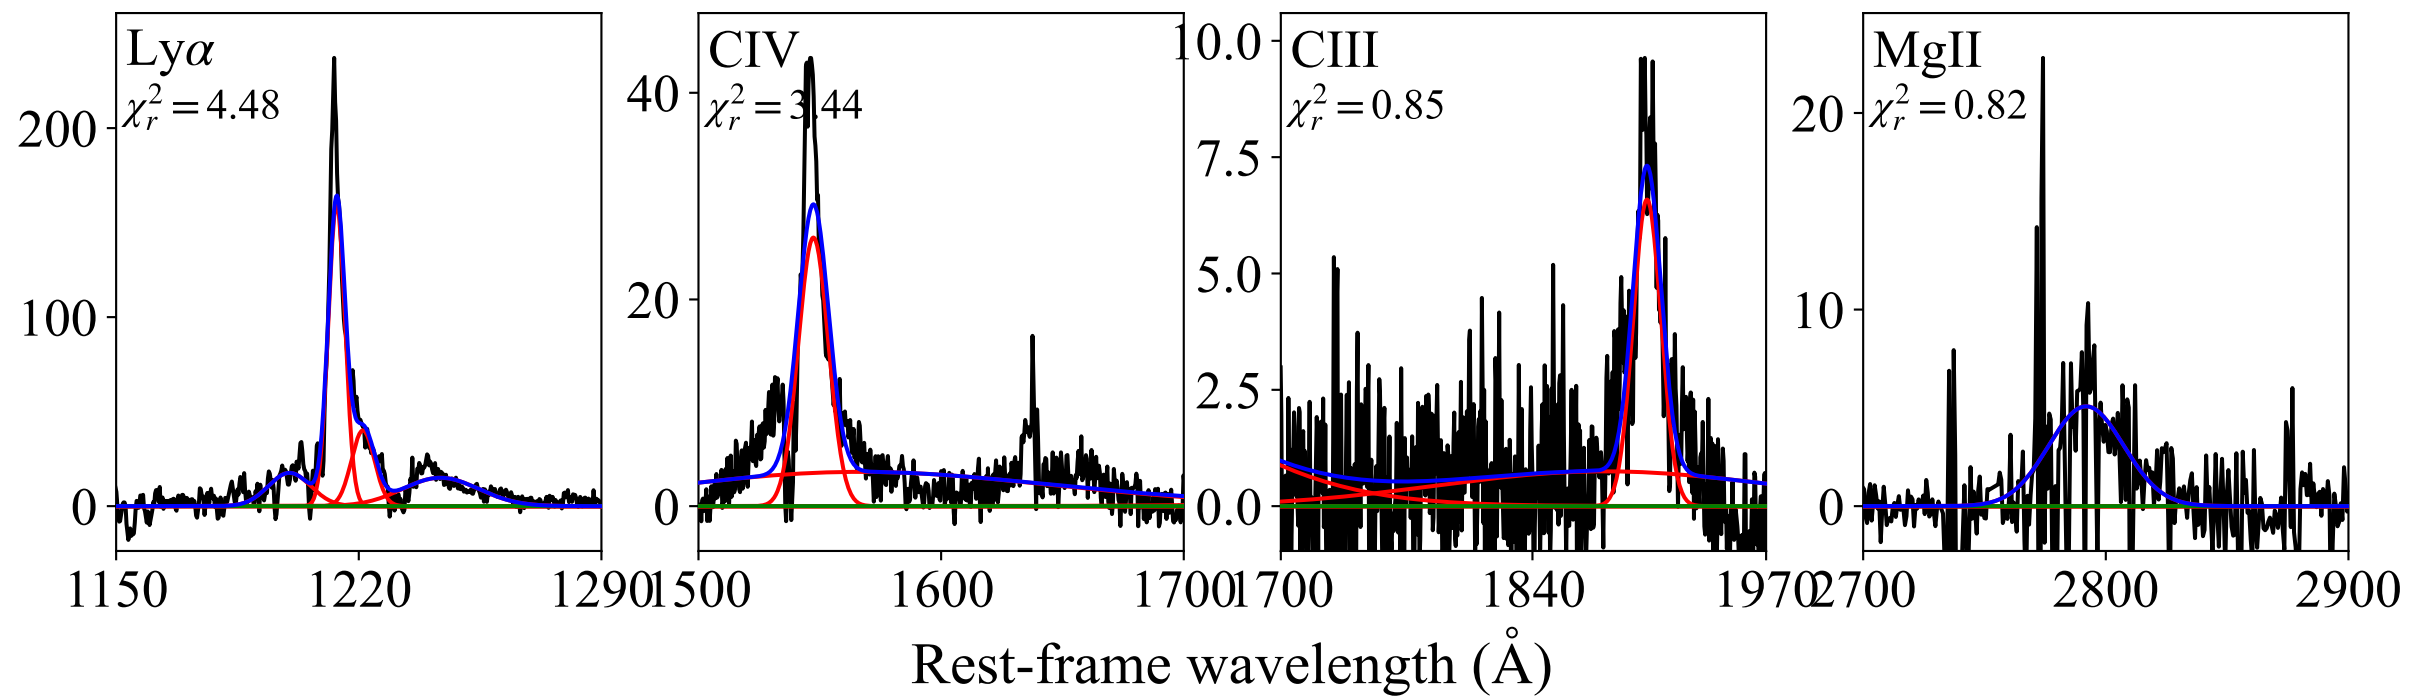 Lyα
χ²ᵣ = 4.48
200
100
0
1150
1220
1290
CIV
χ²ᵣ = 3.44
40
20
0
1500
1600
1700
CIII
χ²ᵣ = 0.85
10.0
7.5
5.0
2.5
0.0
1700
1840
1970
MgII
χ²ᵣ = 0.82
20
10
0
2700
2800
2900
Rest-frame wavelength (Å)